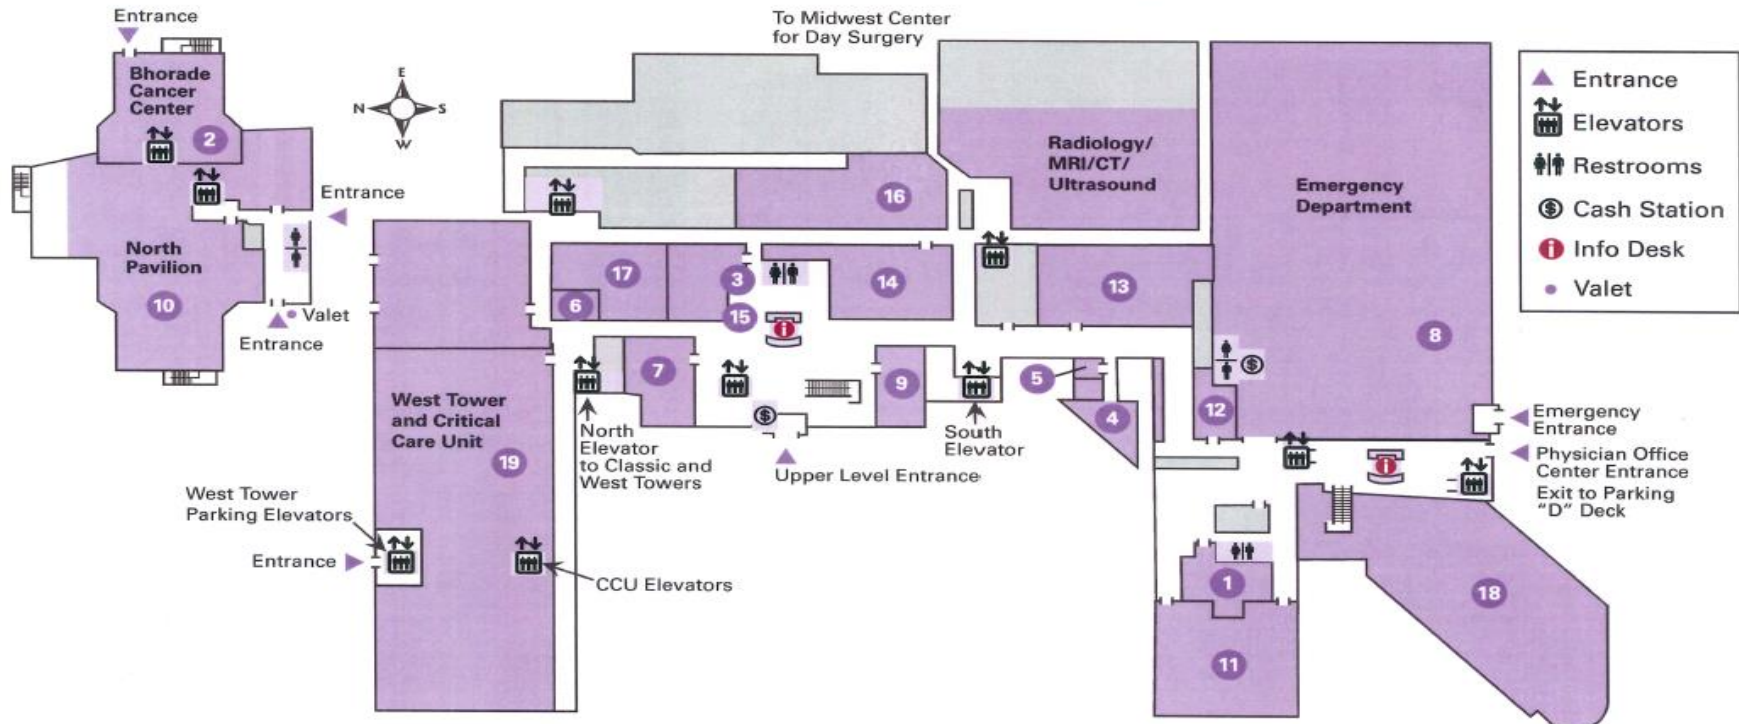 Entrance
Bhorade
Cancer
Center
2
E
N
S
W
To Midwest Center
for Day Surgery
Radiology/
MRI/CT/
Ultrasound
Emergency
Department
Entrance
Elevators
Restrooms
$ Cash Station
i Info Desk
Valet
Entrance
North
Pavilion
10
Valet
Entrance
16
17
3
6
15
i
14
13
8
7
9
5
4
12
$
$
West Tower
and Critical
Care Unit
19
North
Elevator
to Classic and
West Towers
Upper Level Entrance
South
Elevator
i
Emergency
Entrance
Physician Office
Center Entrance
Exit to Parking
"D" Deck
West Tower
Parking Elevators
Entrance
CCU Elevators
1
11
18